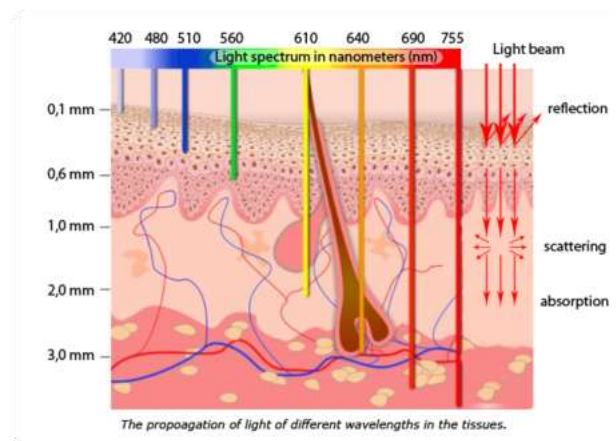 420 480 510 560 610 640 690 755
Light spectrum in nanometers (nm)
Light beam
0,1 mm
reflection
0,6 mm
1,0 mm
scattering
2,0 mm
absorption
3,0 mm
The propoagation of light of different wavelengths in the tissues.